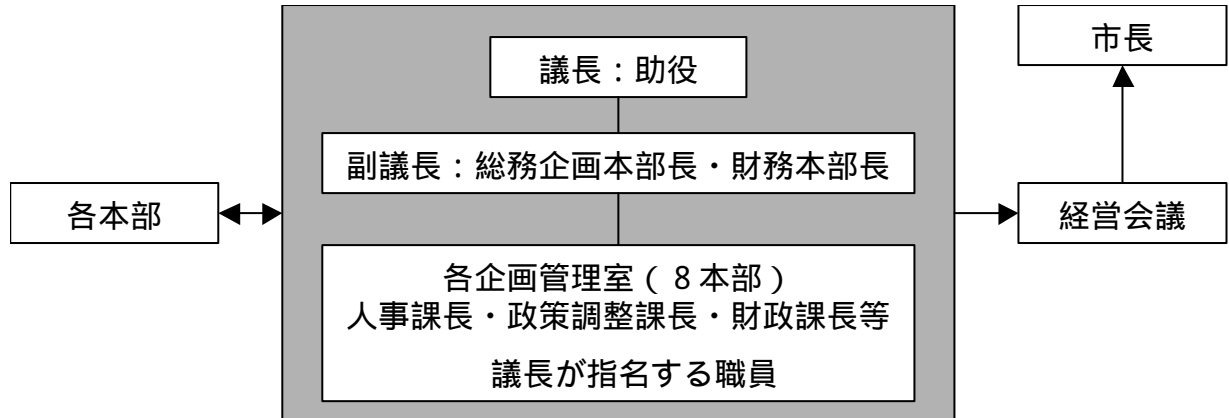 議長：助役
副議長：総務企画本部長・財務本部長
各企画管理室（８本部）
人事課長・政策調整課長・財政課長等
議長が指名する職員
各本部
市長
経営会議